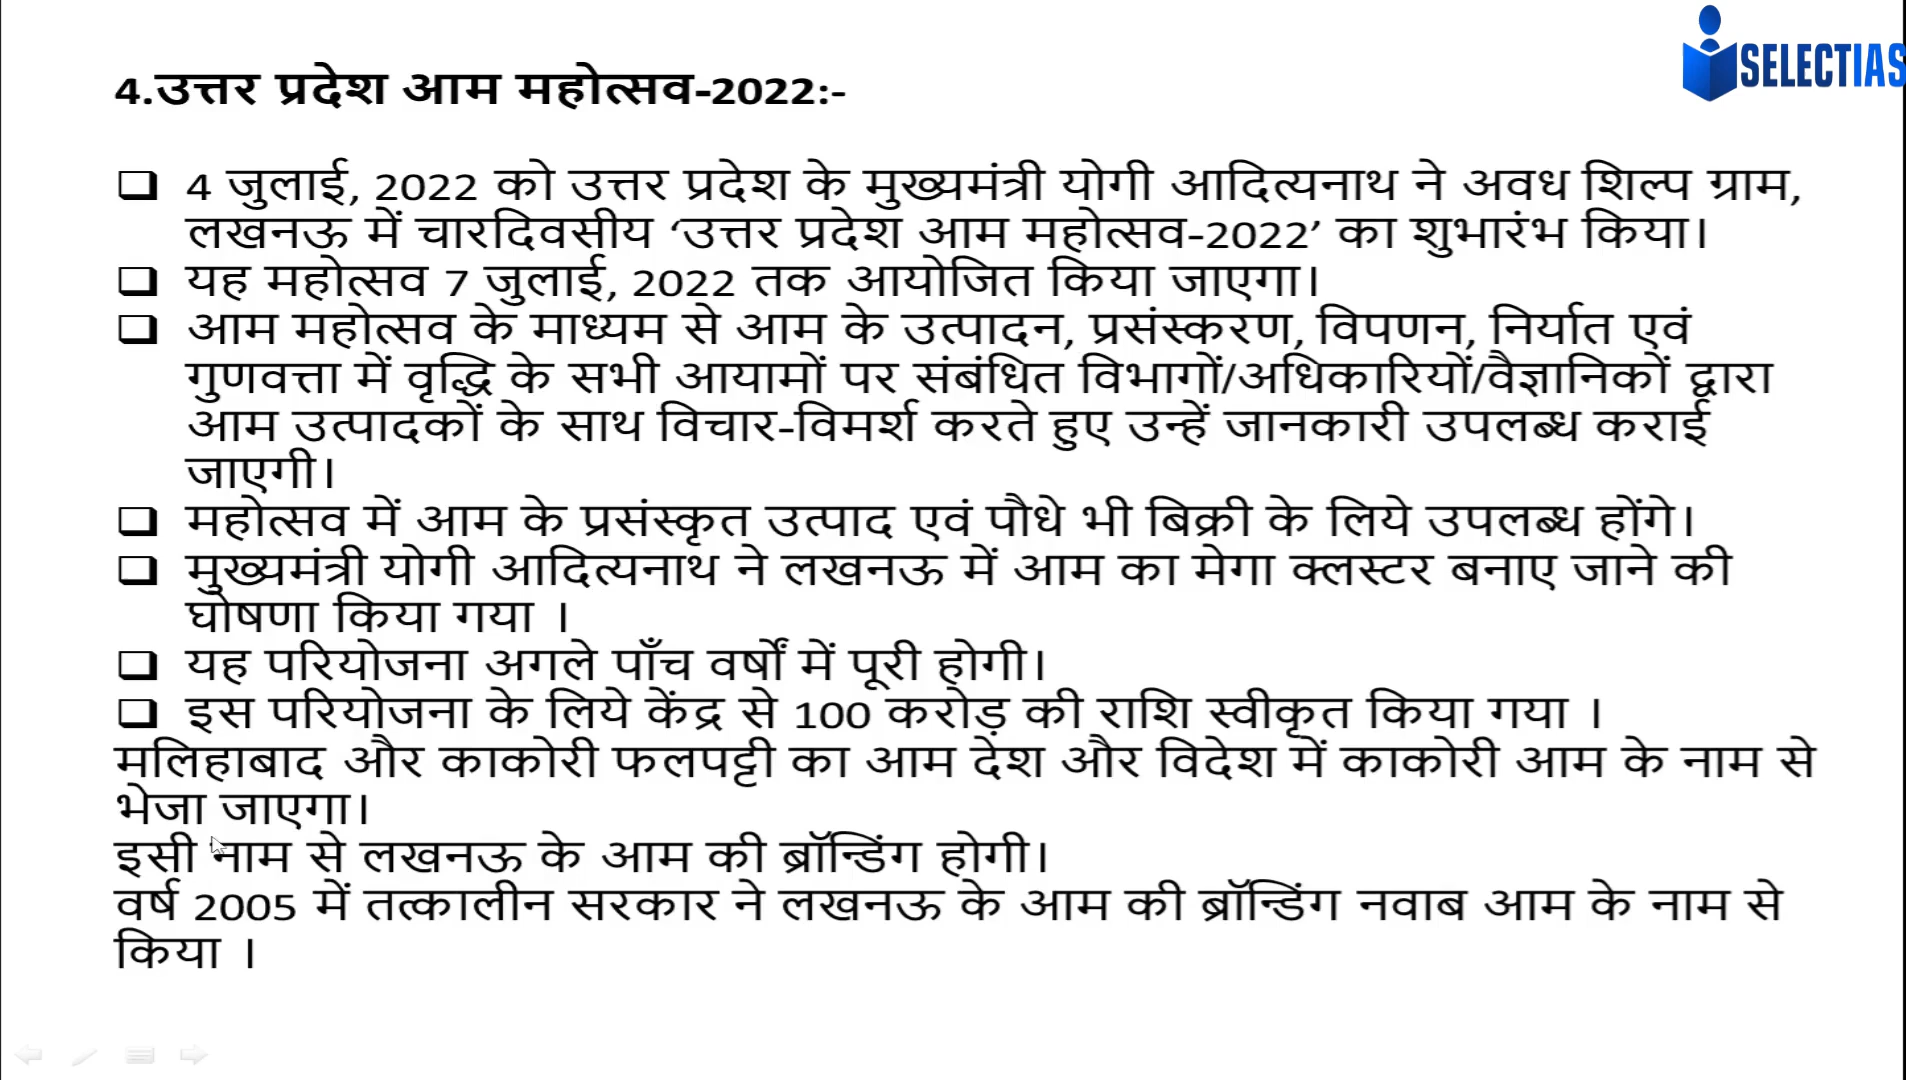 SELECTIAS
4.उत्तर प्रदेश आम महोत्सव-2022:-
❑ 4 जुलाई, 2022 को उत्तर प्रदेश के मुख्यमंत्री योगी आदित्यनाथ ने अवध शिल्प ग्राम,
लखनऊ में चारदिवसीय ‘उत्तर प्रदेश आम महोत्सव-2022’ का शुभारंभ किया।
❑ यह महोत्सव 7 जुलाई, 2022 तक आयोजित किया जाएगा।
❑ आम महोत्सव के माध्यम से आम के उत्पादन, प्रसंस्करण, विपणन, निर्यात एवं
गुणवत्ता में वृद्धि के सभी आयामों पर संबंधित विभागों/अधिकारियों/वैज्ञानिकों द्वारा
आम उत्पादकों के साथ विचार-विमर्श करते हुए उन्हें जानकारी उपलब्ध कराई
जाएगी।
❑ महोत्सव में आम के प्रसंस्कृत उत्पाद एवं पौधे भी बिक्री के लिये उपलब्ध होंगे।
❑ मुख्यमंत्री योगी आदित्यनाथ ने लखनऊ में आम का मेगा क्लस्टर बनाए जाने की
घोषणा किया गया ।
❑ यह परियोजना अगले पाँच वर्षों में पूरी होगी।
❑ इस परियोजना के लिये केंद्र से 100 करोड़ की राशि स्वीकृत किया गया ।
मलिहाबाद और काकोरी फलपट्टी का आम देश और विदेश में काकोरी आम के नाम से
भेजा जाएगा।
इसी नाम से लखनऊ के आम की ब्रॉन्डिंग होगी।
वर्ष 2005 में तत्कालीन सरकार ने लखनऊ के आम की ब्रॉन्डिंग नवाब आम के नाम से
किया ।